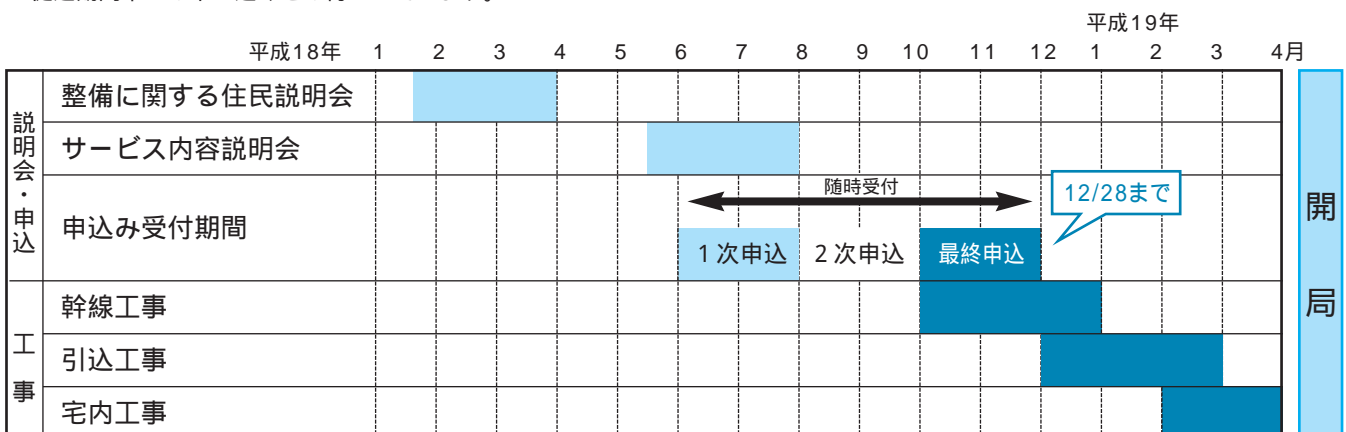 平成19年
平成18年 1 2 3 4 5 6 7 8 9 10 11 12 1 2 3 4月
説明会・申込
整備に関する住民説明会
サービス内容説明会
申込み受付期間
随時受付
12/28まで
1次申込 2次申込 最終申込
工事
幹線工事
引込工事
宅内工事
開局